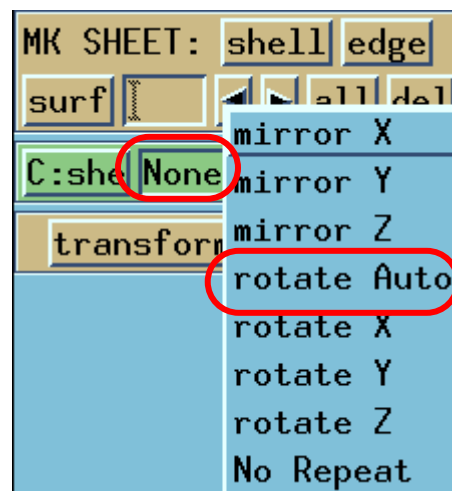 MK SHEET: shell edge
surf all del
C:she None
transform
mirror X
mirror Y
mirror Z
rotate Auto
rotate X
rotate Y
rotate Z
No Repeat